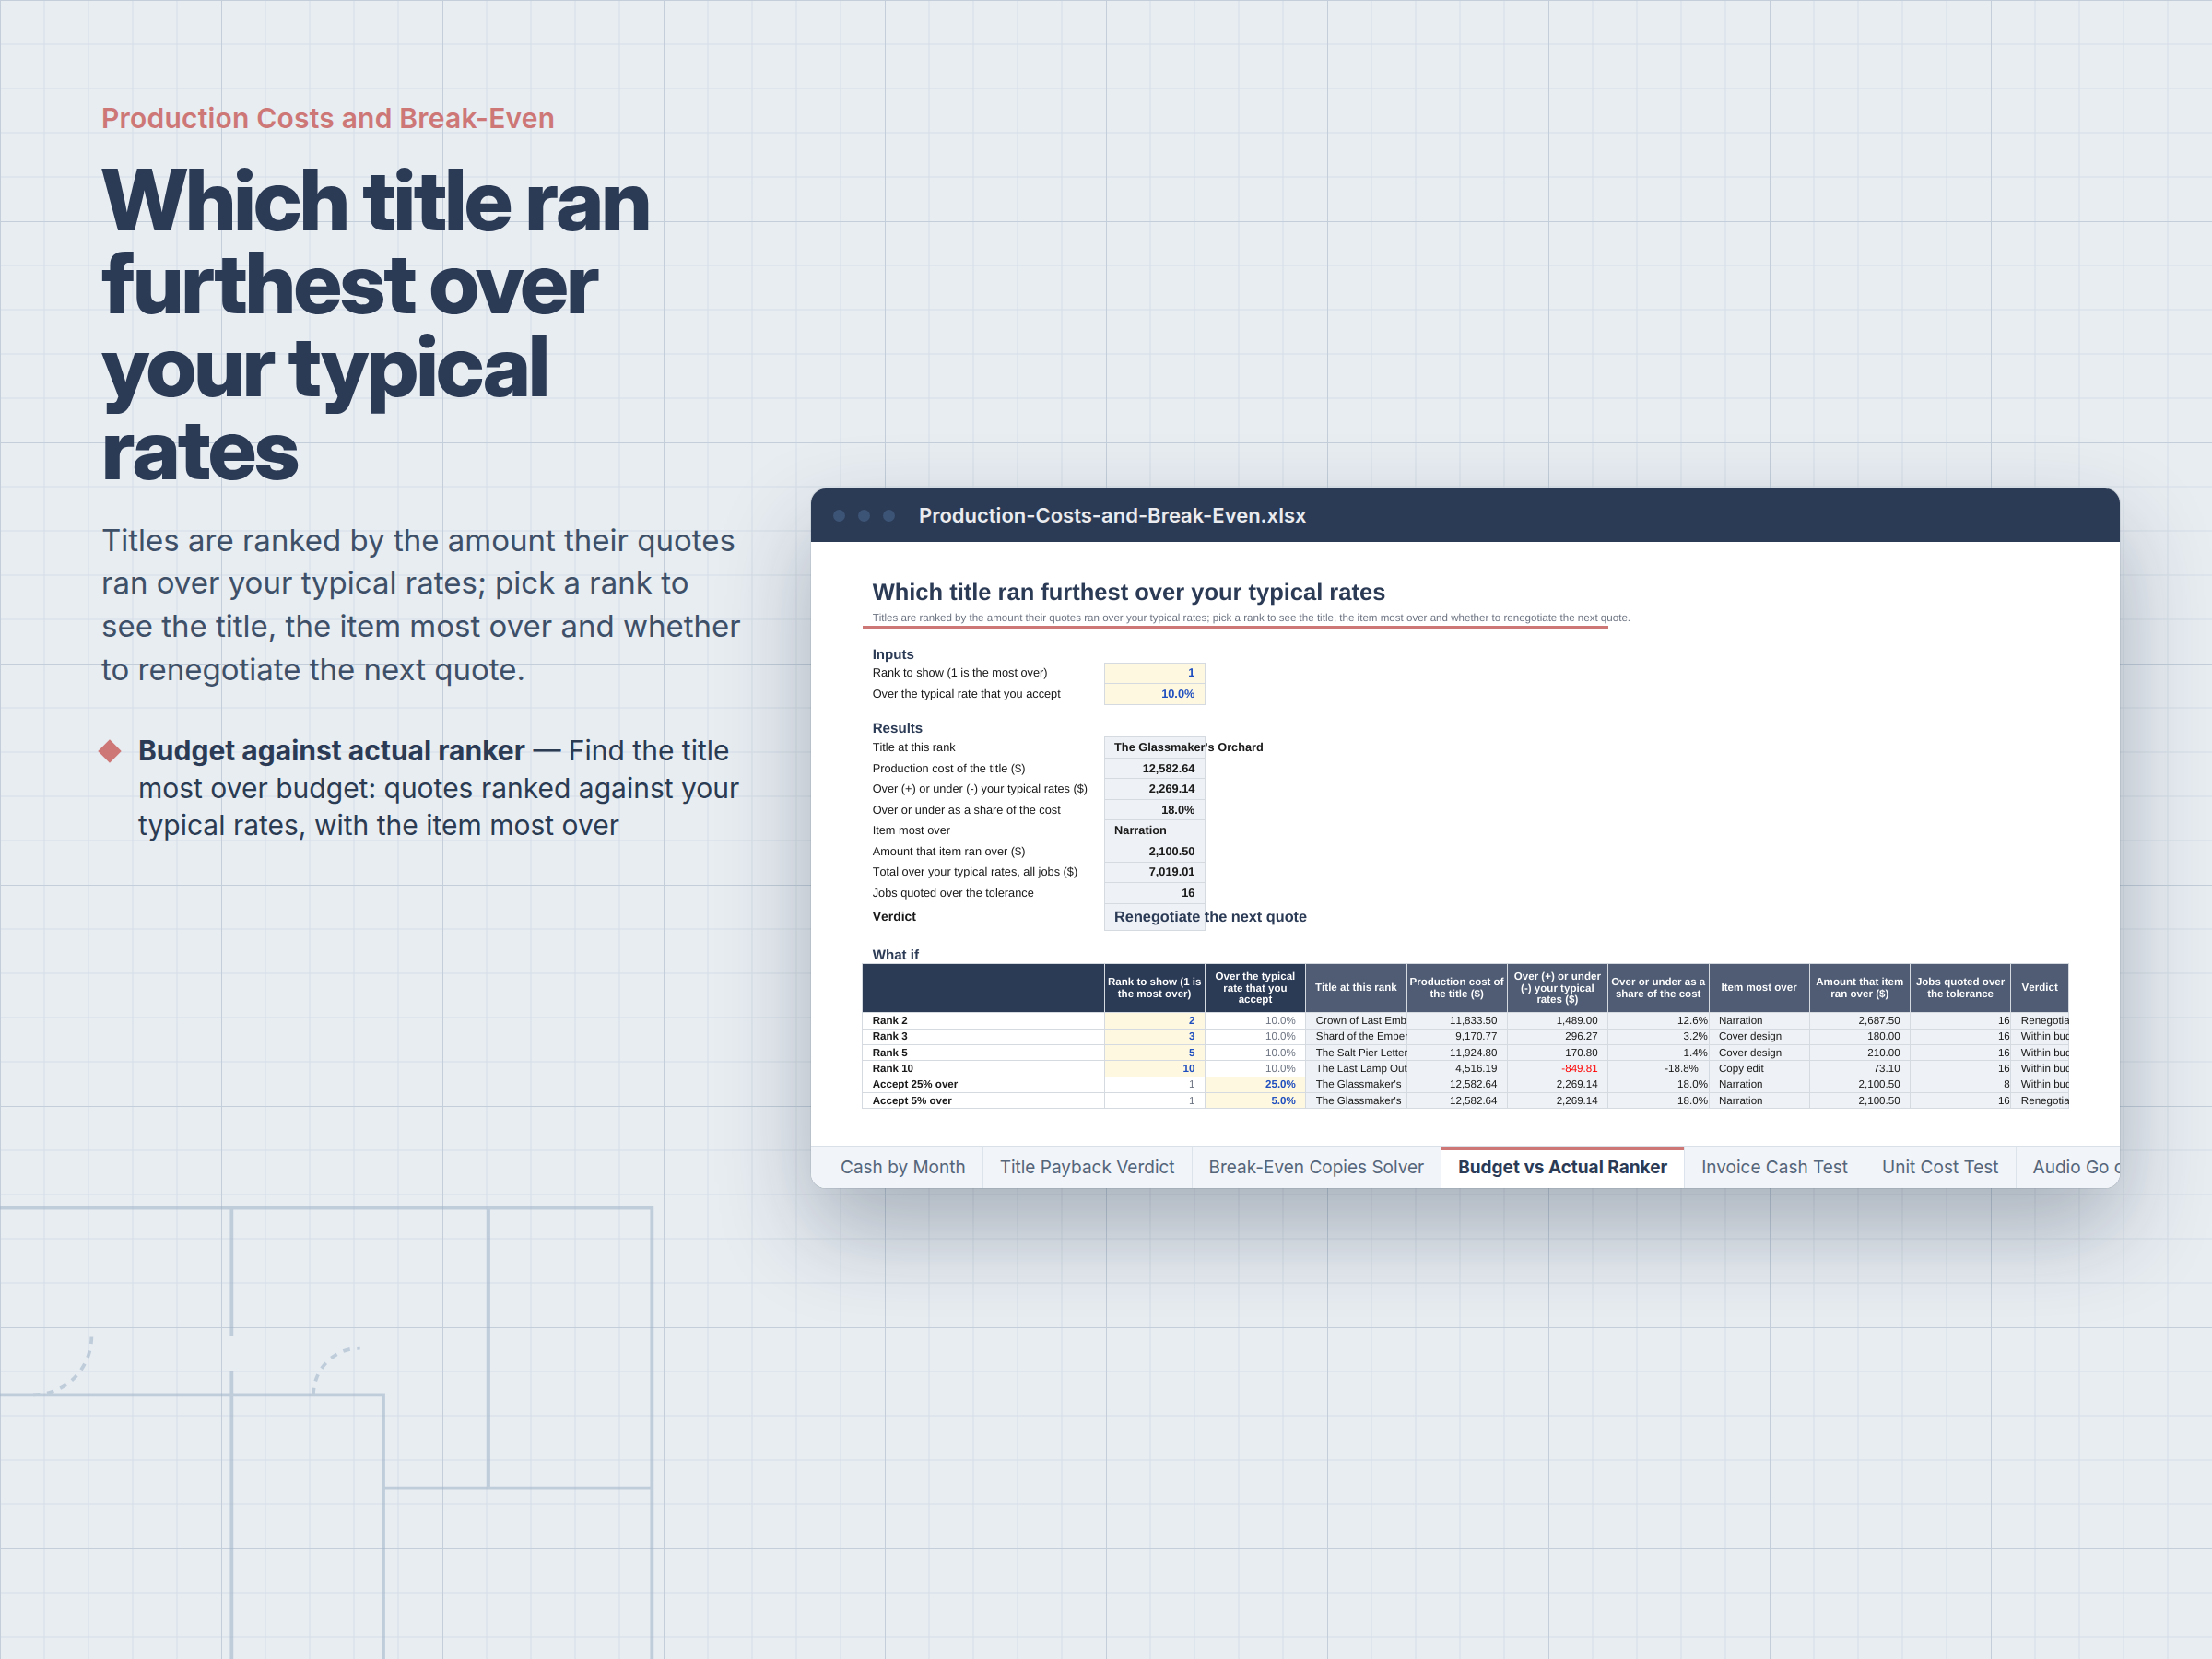 Production Costs and Break-Even
Which title ran
furthest over
your typical
rates
Titles are ranked by the amount their quotes
ran over your typical rates; pick a rank to
see the title, the item most over and whether
to renegotiate the next quote.
Budget against actual ranker — Find the title
most over budget: quotes ranked against your
typical rates, with the item most over
Production-Costs-and-Break-Even.xlsx
Which title ran furthest over your typical rates
Titles are ranked by the amount their quotes ran over your typical rates; pick a rank to see the title, the item most over and whether to renegotiate the next quote.
Inputs
Rank to show (1 is the most over) 1
Over the typical rate that you accept 10.0%
Results
Title at this rank The Glassmaker's Orchard
Production cost of the title ($) 12,582.64
Over (+) or under (-) your typical rates ($) 2,269.14
Over or under as a share of the cost 18.0%
Item most over Narration
Amount that item ran over ($) 2,100.50
Total over your typical rates, all jobs ($) 7,019.01
Jobs quoted over the tolerance 16
Verdict Renegotiate the next quote
What if
Rank to show (1 is the most over) Over the typical rate that you accept Title at this rank Production cost of the title ($) Over (+) or under (-) your typical rates ($) Over or under as a share of the cost Item most over Amount that item ran over ($) Jobs quoted over the tolerance Verdict
Rank 2 2 10.0% Crown of Last Emb 11,833.50 1,489.00 12.6% Narration 2,687.50 16 Renegotia
Rank 3 3 10.0% Shard of the Ember 9,170.77 296.27 3.2% Cover design 180.00 16 Within bud
Rank 5 5 10.0% The Salt Pier Letter 11,924.80 170.80 1.4% Cover design 210.00 16 Within bud
Rank 10 10 10.0% The Last Lamp Out 4,516.19 -849.81 -18.8% Copy edit 73.10 16 Within bud
Accept 25% over 1 25.0% The Glassmaker's 12,582.64 2,269.14 18.0% Narration 2,100.50 8 Within bud
Accept 5% over 1 5.0% The Glassmaker's 12,582.64 2,269.14 18.0% Narration 2,100.50 16 Renegotia
Cash by Month Title Payback Verdict Break-Even Copies Solver Budget vs Actual Ranker Invoice Cash Test Unit Cost Test Audio Go